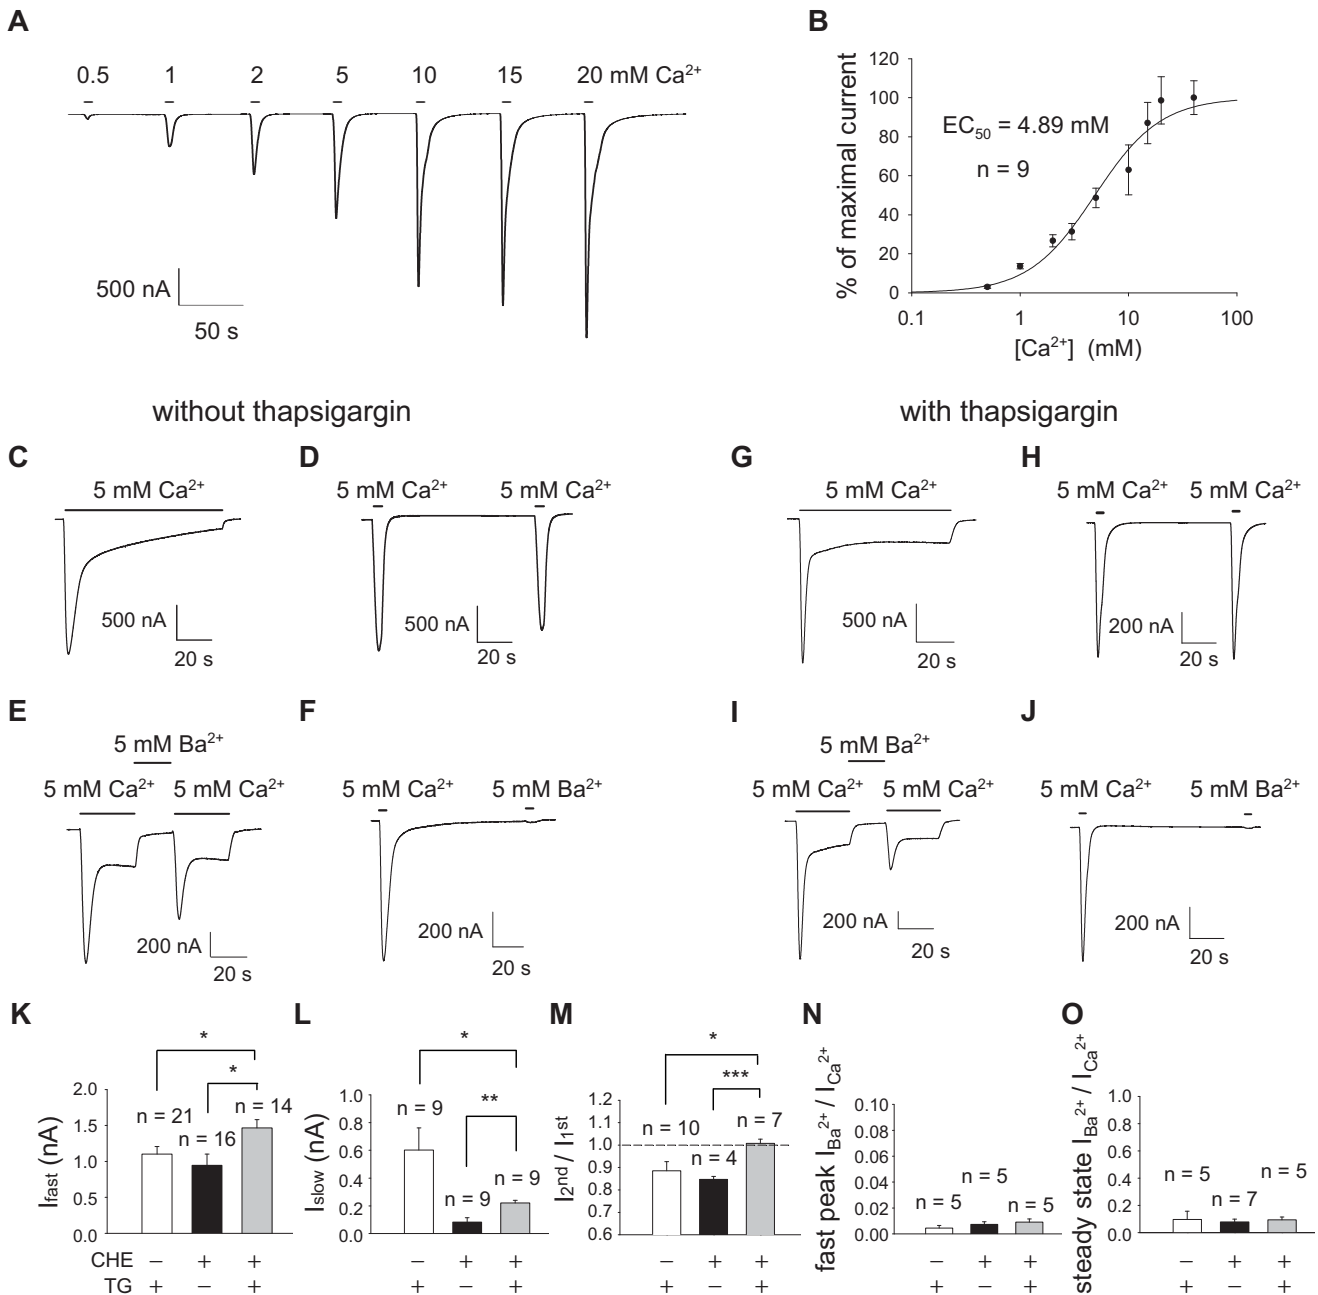 A
0.5 1 2 5 10 15 20 mM Ca²⁺
500 nA
50 s
B
% of maximal current
120
100
80
60
40
20
0
EC₅₀ = 4.89 mM
n = 9
0.1 1 10 100
[Ca²⁺] (mM)
without thapsigargin
with thapsigargin
C
5 mM Ca²⁺
500 nA
20 s
D
5 mM Ca²⁺ 5 mM Ca²⁺
500 nA
20 s
G
5 mM Ca²⁺
500 nA
20 s
H
5 mM Ca²⁺ 5 mM Ca²⁺
200 nA
20 s
E
5 mM Ba²⁺
5 mM Ca²⁺ 5 mM Ca²⁺
200 nA
20 s
F
5 mM Ca²⁺ 5 mM Ba²⁺
200 nA
20 s
I
5 mM Ba²⁺
5 mM Ca²⁺ 5 mM Ca²⁺
200 nA
20 s
J
5 mM Ca²⁺ 5 mM Ba²⁺
200 nA
20 s
K
I_fast (nA)
2.0
1.5
1.0
0.5
0.0
*
*
n = 21
n = 16
n = 14
CHE − + +
TG + − +
L
I_slow (nA)
1.0
0.8
0.6
0.4
0.2
0.0
*
**
n = 9
n = 9
n = 9
− + +
+ − +
M
I_2nd / I_1st
1.2
1.1
1.0
0.9
0.8
0.7
0.6
*
***
n = 10
n = 4
n = 7
− + +
+ − +
N
fast peak I_Ba²⁺ / I_Ca²⁺
0.10
0.08
0.06
0.04
0.02
0.00
n = 5
n = 5
n = 5
− + +
+ − +
O
steady state I_Ba²⁺ / I_Ca²⁺
1.0
0.8
0.6
0.4
0.2
0.0
n = 5
n = 7
n = 5
− + +
+ − +